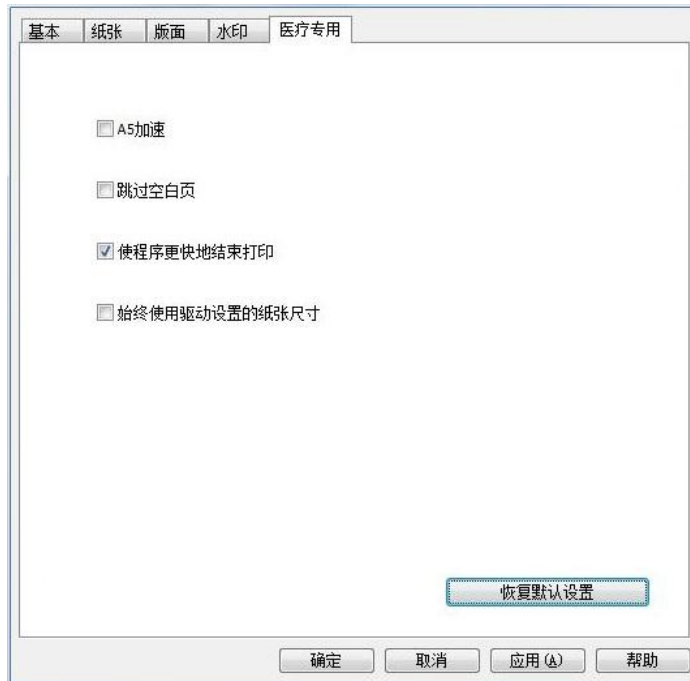 基本 纸张 版面 水印 医疗专用
A5加速
跳过空白页
使程序更快地结束打印
始终使用驱动设置的纸张尺寸
恢复默认设置
确定 取消 应用(A) 帮助